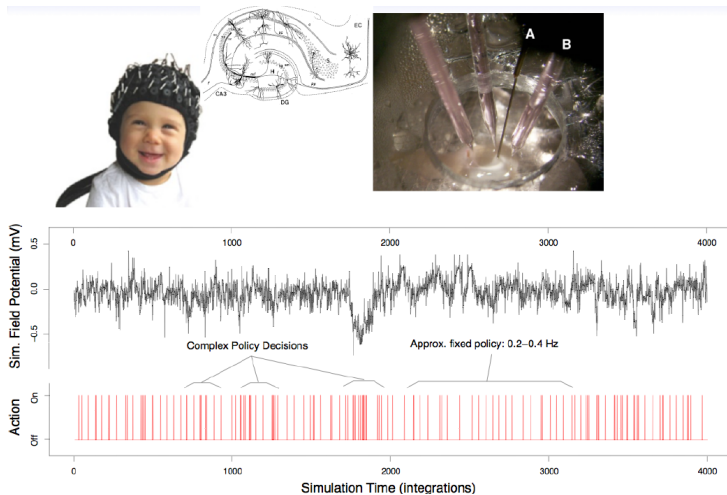 EC
H
CA3
DG
A
B
0
1000
2000
3000
4000
Sim. Field Potential (mV)
0.5
0.0
-0.5
Complex Policy Decisions
Approx. fixed policy: 0.2–0.4 Hz
Action
On
Off
0
1000
2000
3000
4000
Simulation Time (integrations)